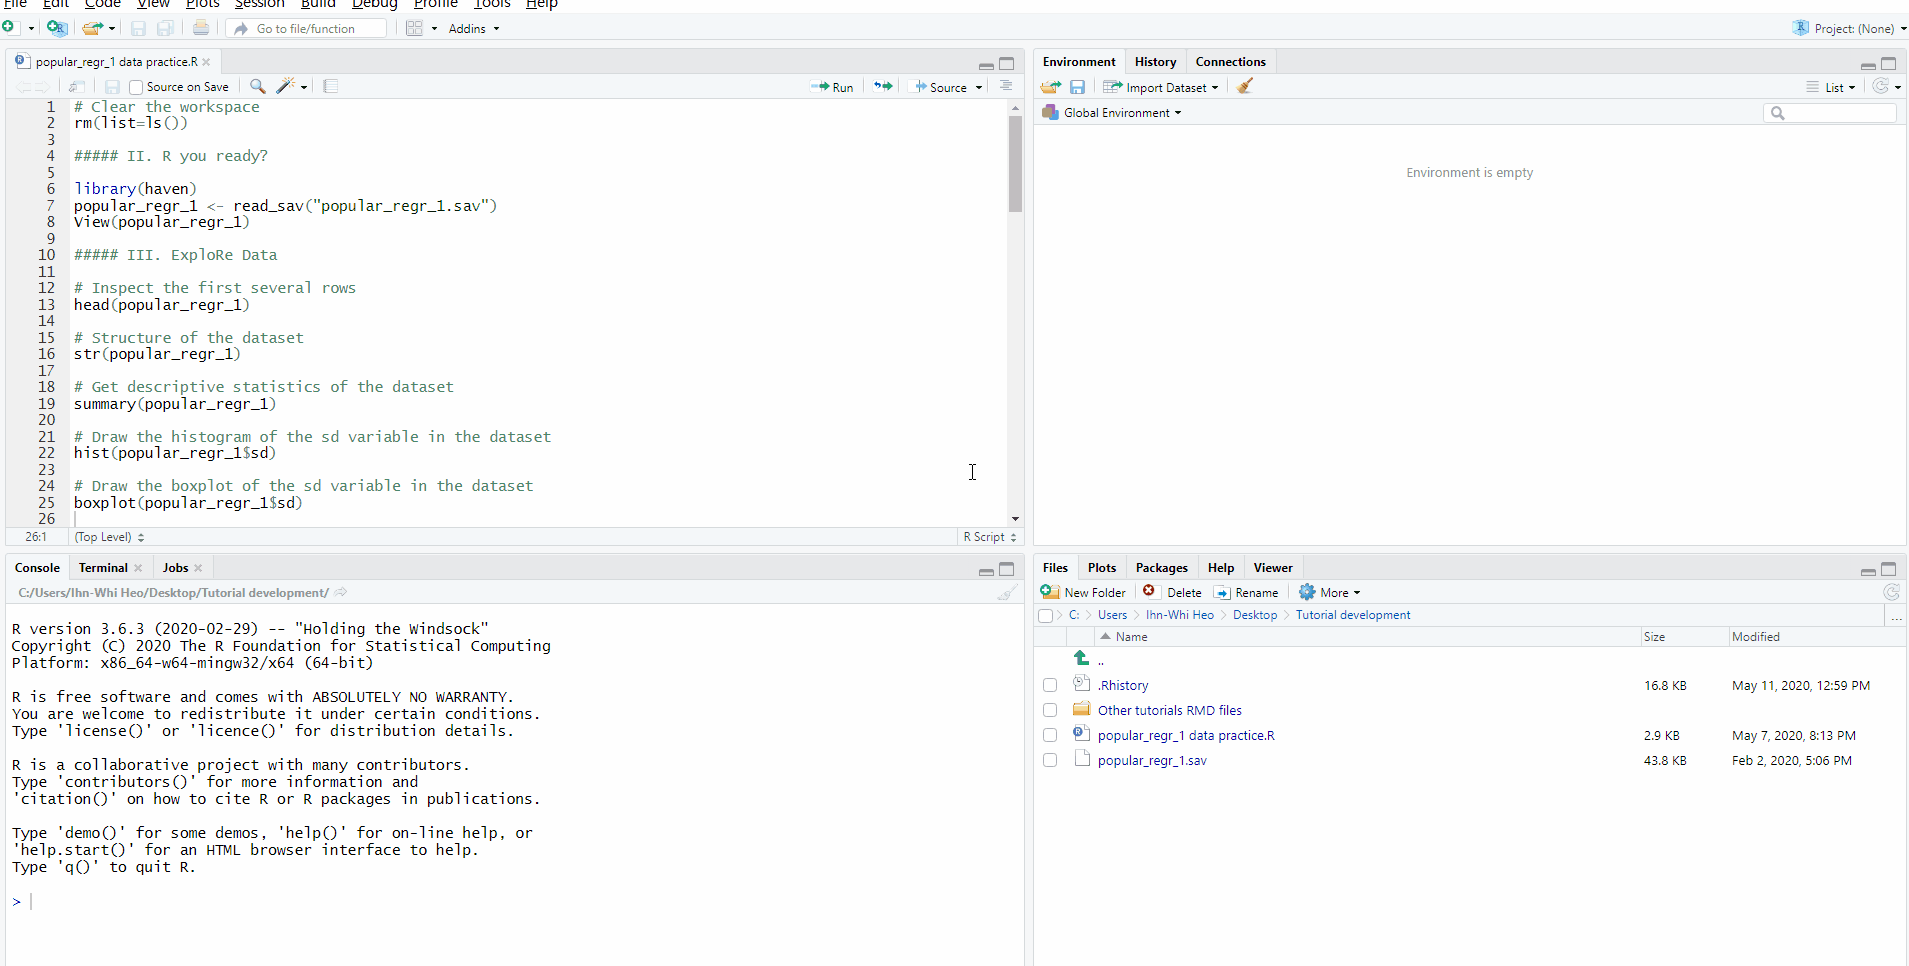 File Edit Code View Plots Session Build Debug Profile Tools Help
Go to file/function Addins Project: (None)
popular_regr_1 data practice.R
Source on Save Run Source
1 # Clear the workspace
2 rm(list=ls())
3
4 ##### II. R you ready?
5
6 library(haven)
7 popular_regr_1 <- read_sav("popular_regr_1.sav")
8 View(popular_regr_1)
9
10 ##### III. ExploRe Data
11
12 # Inspect the first several rows
13 head(popular_regr_1)
14
15 # Structure of the dataset
16 str(popular_regr_1)
17
18 # Get descriptive statistics of the dataset
19 summary(popular_regr_1)
20
21 # Draw the histogram of the sd variable in the dataset
22 hist(popular_regr_1$sd)
23
24 # Draw the boxplot of the sd variable in the dataset
25 boxplot(popular_regr_1$sd)
26
26:1 (Top Level) R Script
Console Terminal Jobs
C:/Users/Ihn-Whi Heo/Desktop/Tutorial development/
R version 3.6.3 (2020-02-29) -- "Holding the Windsock"
Copyright (C) 2020 The R Foundation for Statistical Computing
Platform: x86_64-w64-mingw32/x64 (64-bit)
R is free software and comes with ABSOLUTELY NO WARRANTY.
You are welcome to redistribute it under certain conditions.
Type 'license()' or 'licence()' for distribution details.
R is a collaborative project with many contributors.
Type 'contributors()' for more information and
'citation()' on how to cite R or R packages in publications.
Type 'demo()' for some demos, 'help()' for on-line help, or
'help.start()' for an HTML browser interface to help.
Type 'q()' to quit R.
>
Environment History Connections
Import Dataset List
Global Environment
Environment is empty
Files Plots Packages Help Viewer
New Folder Delete Rename More
C: Users Ihn-Whi Heo Desktop Tutorial development ...
Name Size Modified
..
.Rhistory 16.8 KB May 11, 2020, 12:59 PM
Other tutorials RMD files
popular_regr_1 data practice.R 2.9 KB May 7, 2020, 8:13 PM
popular_regr_1.sav 43.8 KB Feb 2, 2020, 5:06 PM